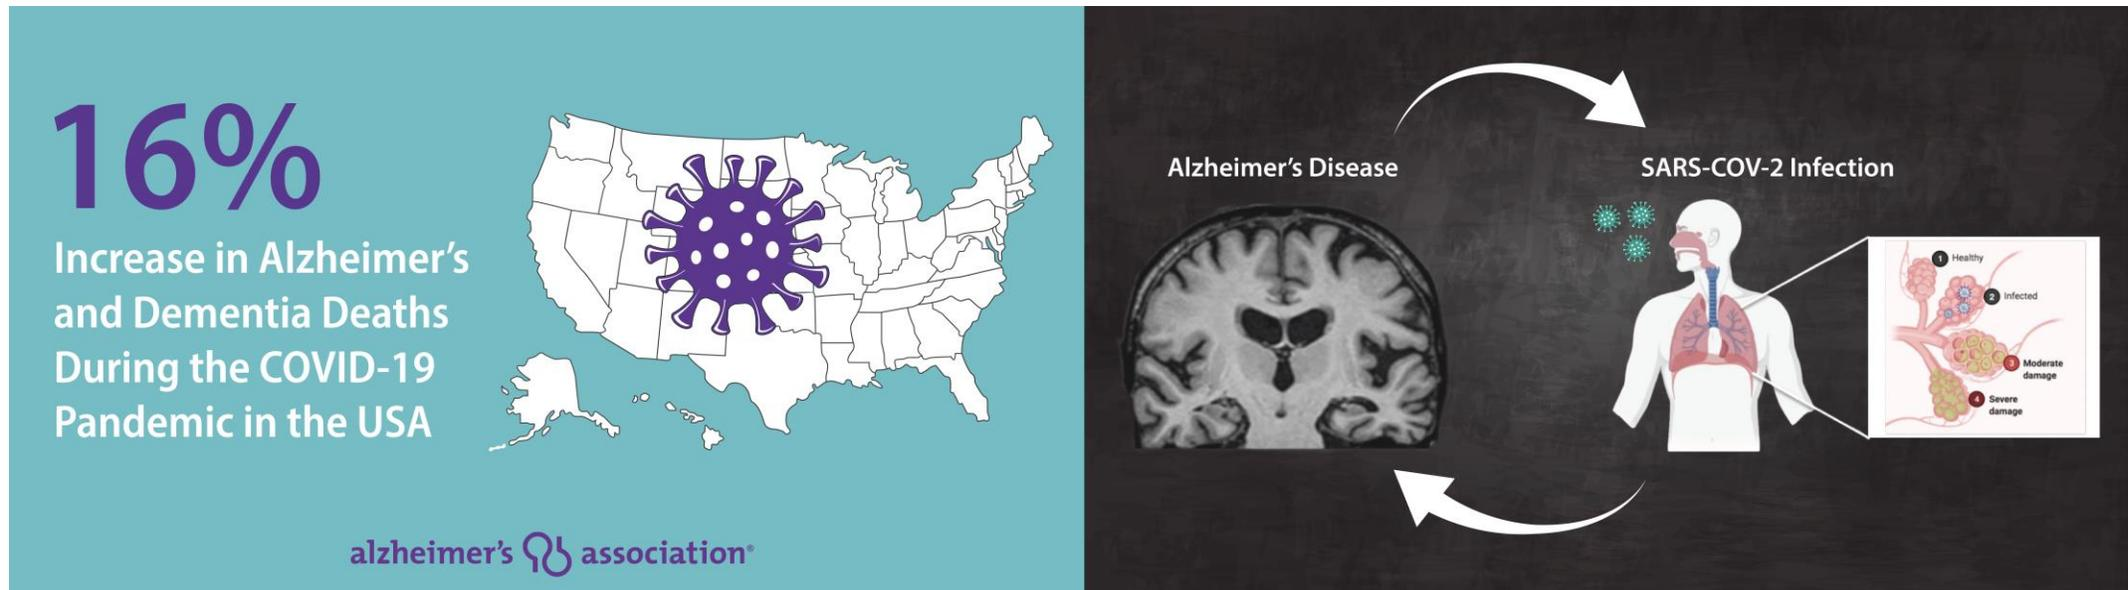 16%
Increase in Alzheimer's
and Dementia Deaths
During the COVID-19
Pandemic in the USA
alzheimer's association®
Alzheimer's Disease
SARS-COV-2 Infection
1 Healthy
2 Infected
3 Moderate
damage
4 Severe
damage